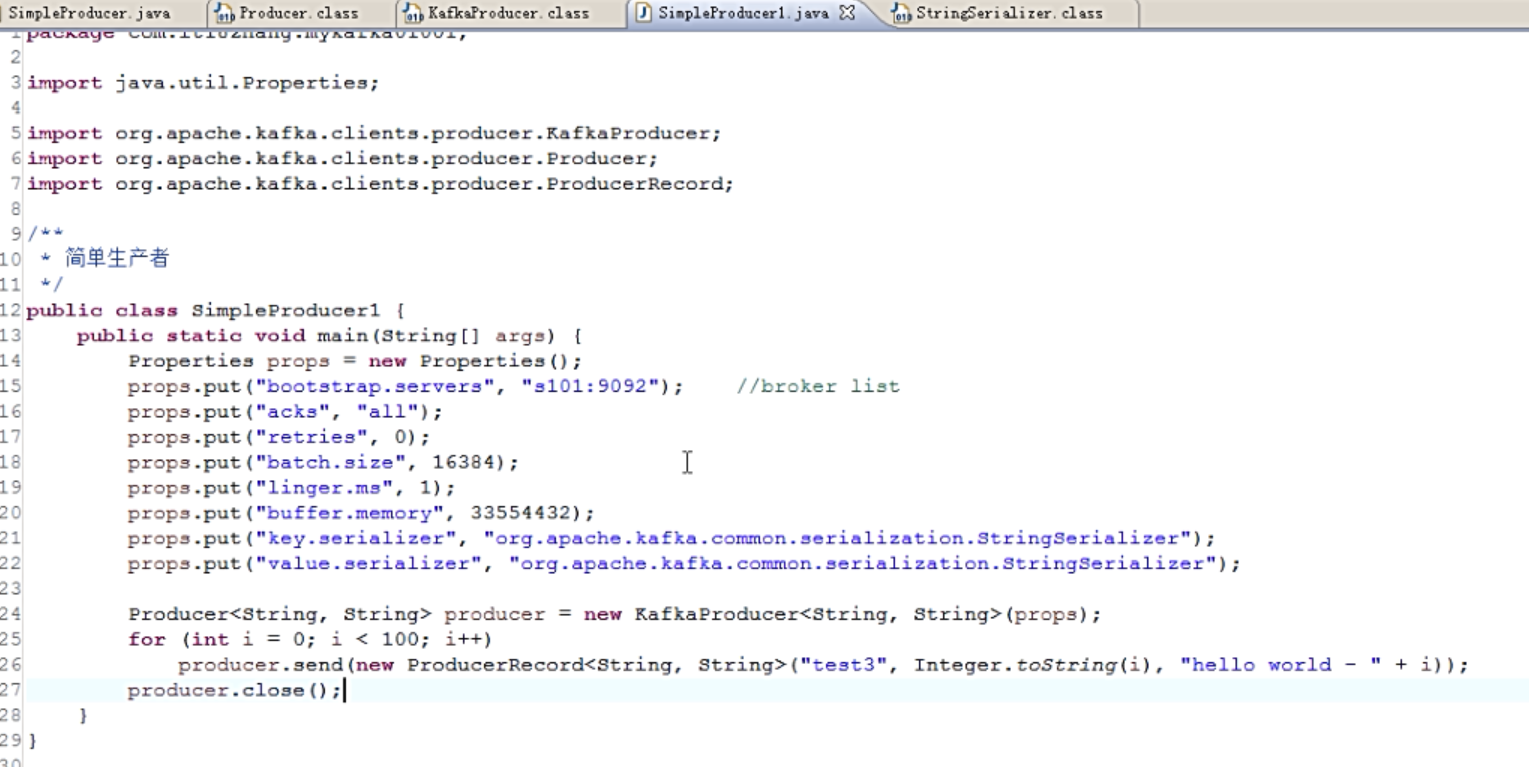 SimpleProducer.java Producer.class KafkaProducer.class SimpleProducer1.java StringSerializer.class
1 package
2
3 import java.util.Properties;
4
5 import org.apache.kafka.clients.producer.KafkaProducer;
6 import org.apache.kafka.clients.producer.Producer;
7 import org.apache.kafka.clients.producer.ProducerRecord;
8
9 /**
10 * 简单生产者
11 */
12 public class SimpleProducer1 {
13 public static void main(String[] args) {
14 Properties props = new Properties();
15 props.put("bootstrap.servers", "s101:9092"); //broker list
16 props.put("acks", "all");
17 props.put("retries", 0);
18 props.put("batch.size", 16384);
19 props.put("linger.ms", 1);
20 props.put("buffer.memory", 33554432);
21 props.put("key.serializer", "org.apache.kafka.common.serialization.StringSerializer");
22 props.put("value.serializer", "org.apache.kafka.common.serialization.StringSerializer");
23
24 Producer<String, String> producer = new KafkaProducer<String, String>(props);
25 for (int i = 0; i < 100; i++)
26 producer.send(new ProducerRecord<String, String>("test3", Integer.toString(i), "hello world - " + i));
27 producer.close();
28 }
29 }
30